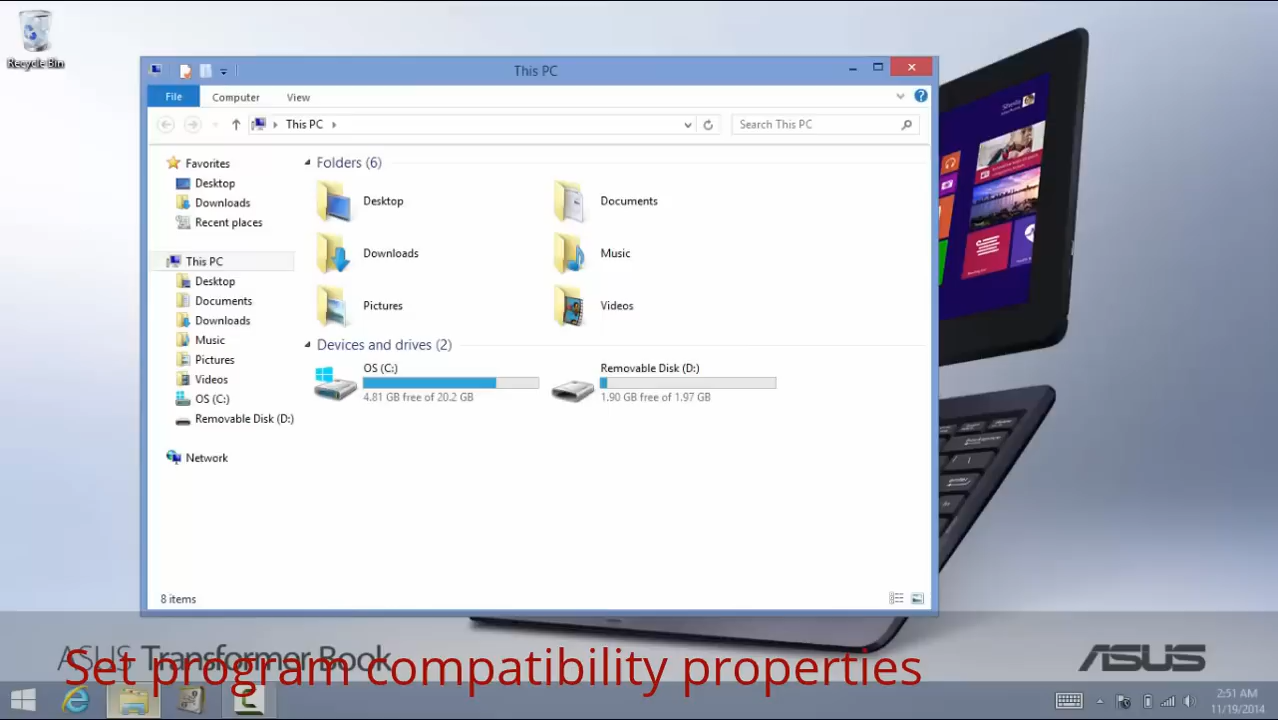 Recycle Bin
This PC
File
Computer
View
This PC
Search This PC
Favorites
Desktop
Downloads
Recent places
This PC
Desktop
Documents
Downloads
Music
Pictures
Videos
OS (C:)
Removable Disk (D:)
Network
Folders (6)
Desktop
Documents
Downloads
Music
Pictures
Videos
Devices and drives (2)
OS (C:)
4.81 GB free of 20.2 GB
Removable Disk (D:)
1.90 GB free of 1.97 GB
8 items
ASUS Transformer Book
ASUS
Set program compatibility properties
2:51 AM
11/19/2014